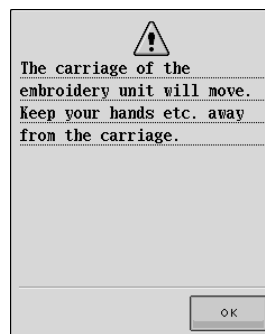 The carriage of the
embroidery unit will move.
Keep your hands etc. away
from the carriage.
OK